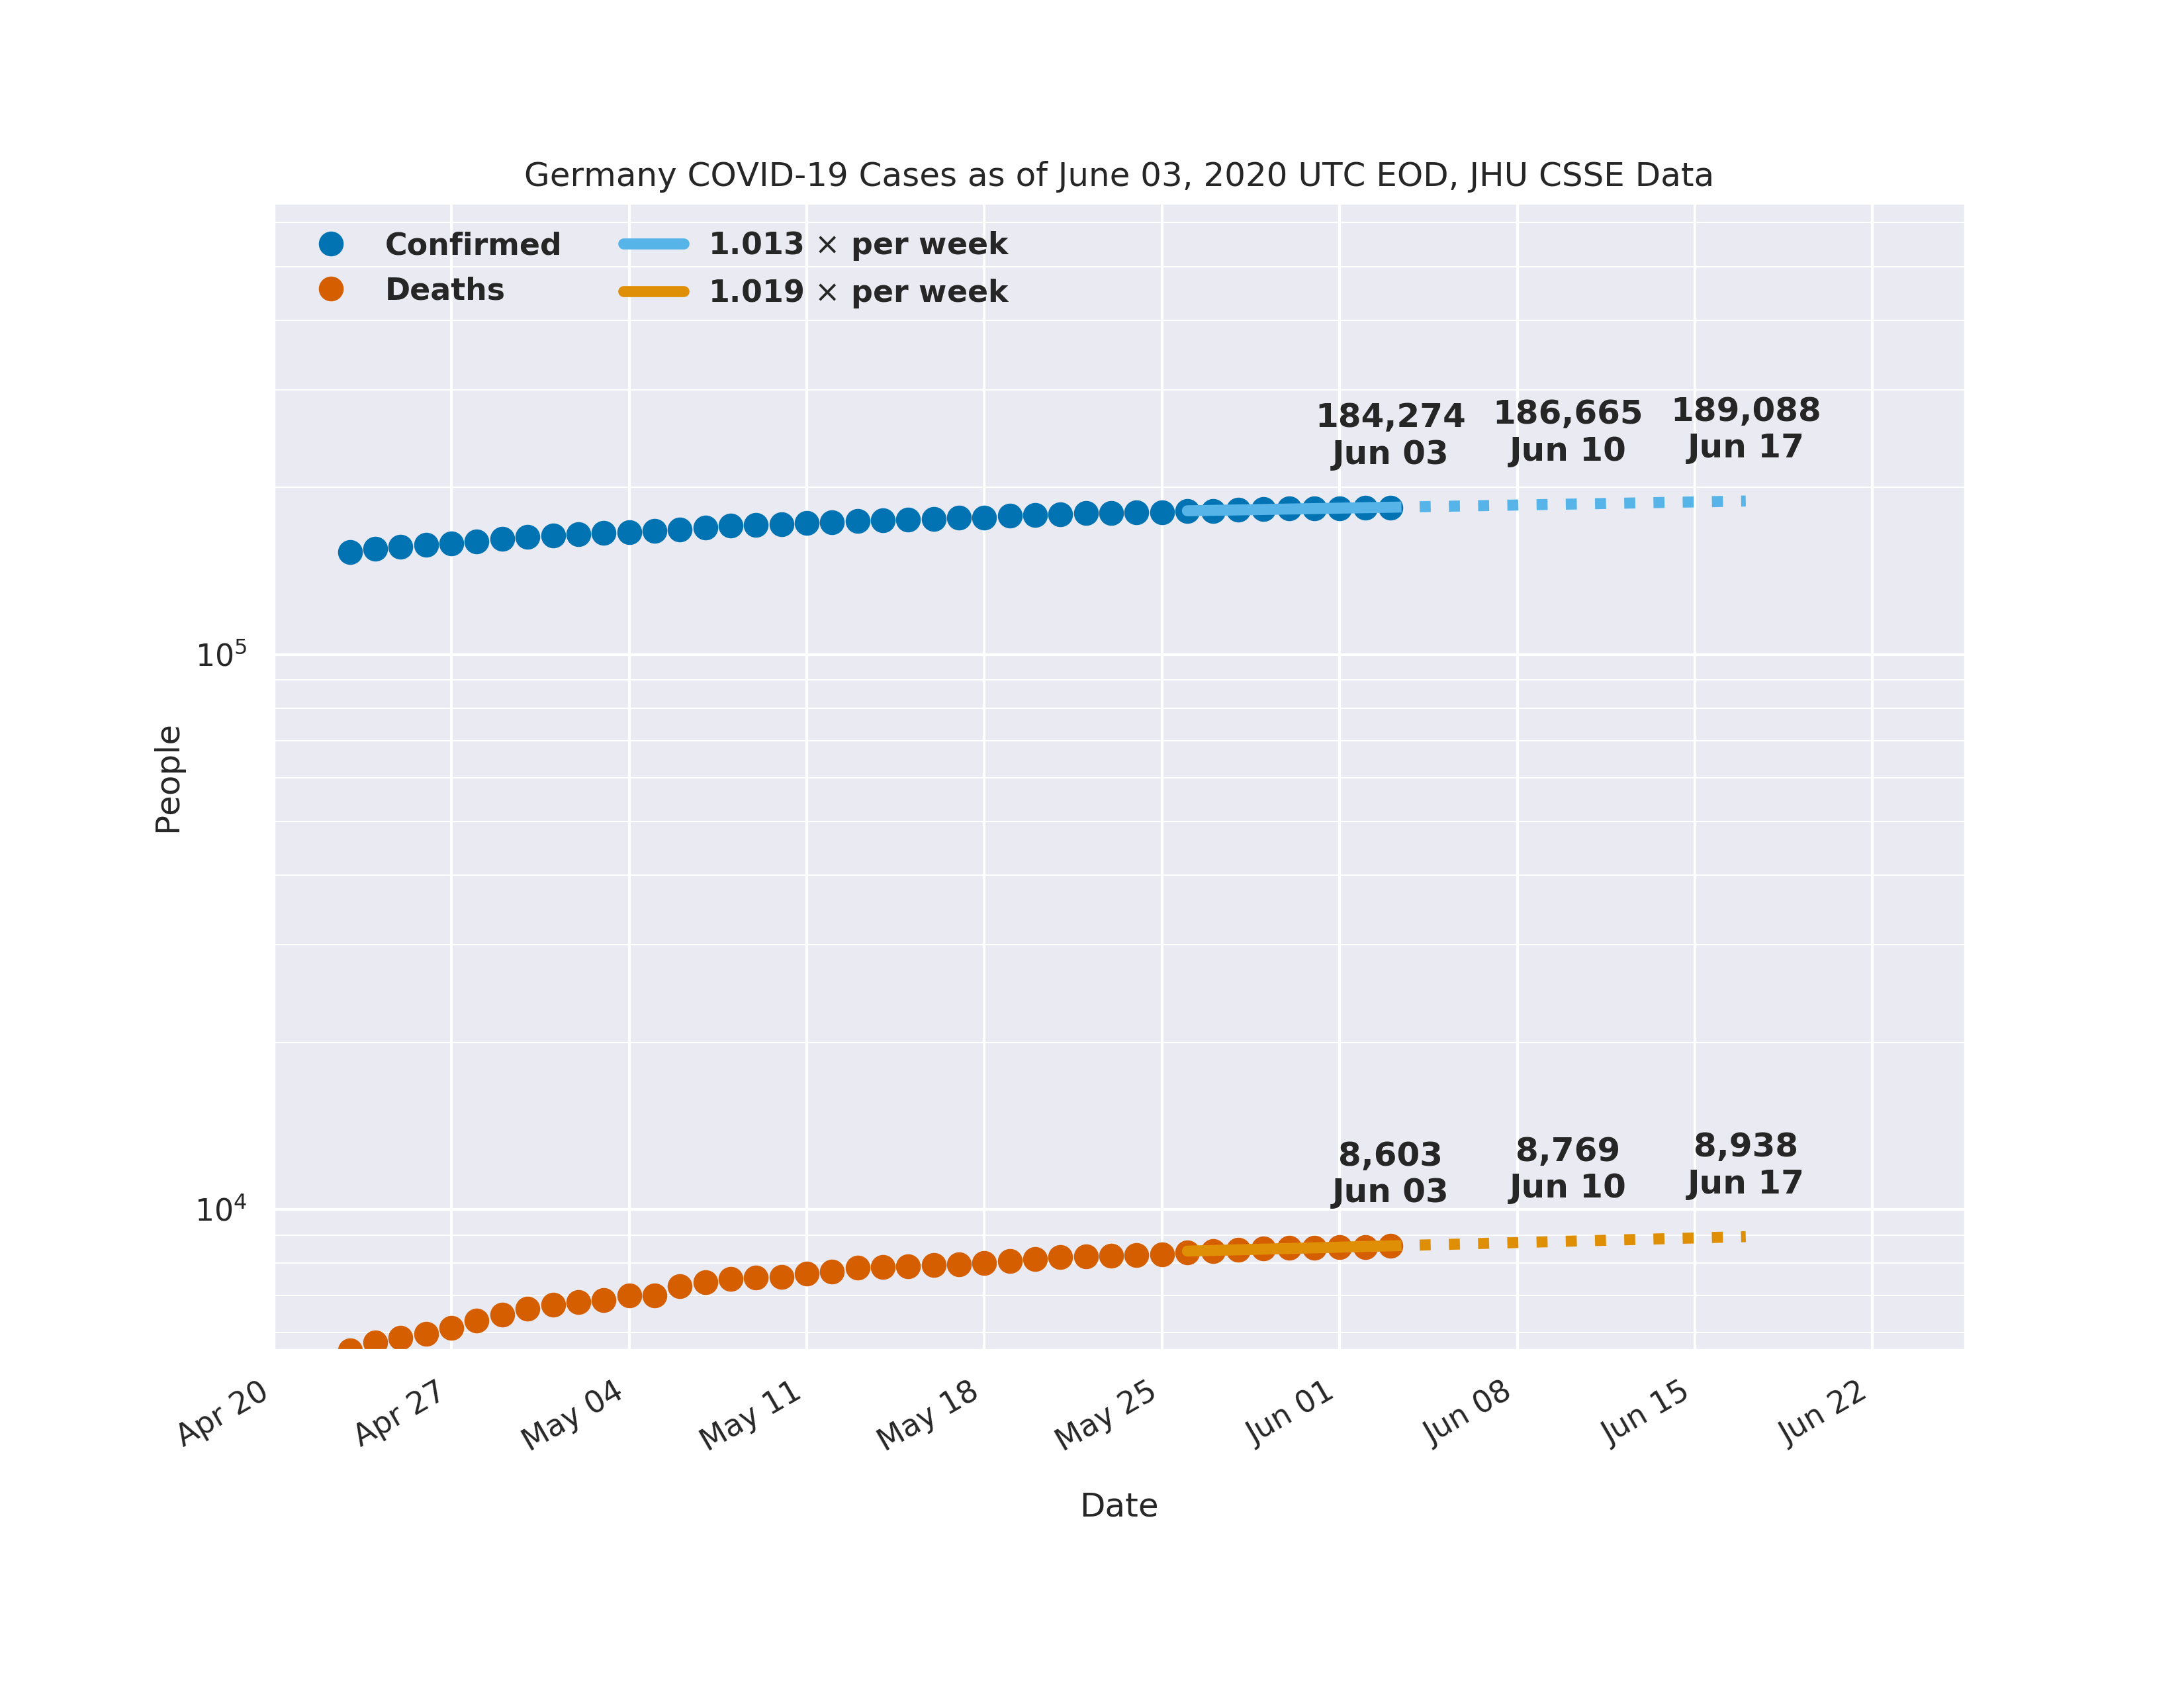 Germany COVID-19 Cases as of June 03, 2020 UTC EOD, JHU CSSE Data
Confirmed
Deaths
1.013 × per week
1.019 × per week
184,274
Jun 03
186,665
Jun 10
189,088
Jun 17
10⁵
People
8,603
Jun 03
8,769
Jun 10
8,938
Jun 17
10⁴
Apr 20
Apr 27
May 04
May 11
May 18
May 25
Jun 01
Jun 08
Jun 15
Jun 22
Date